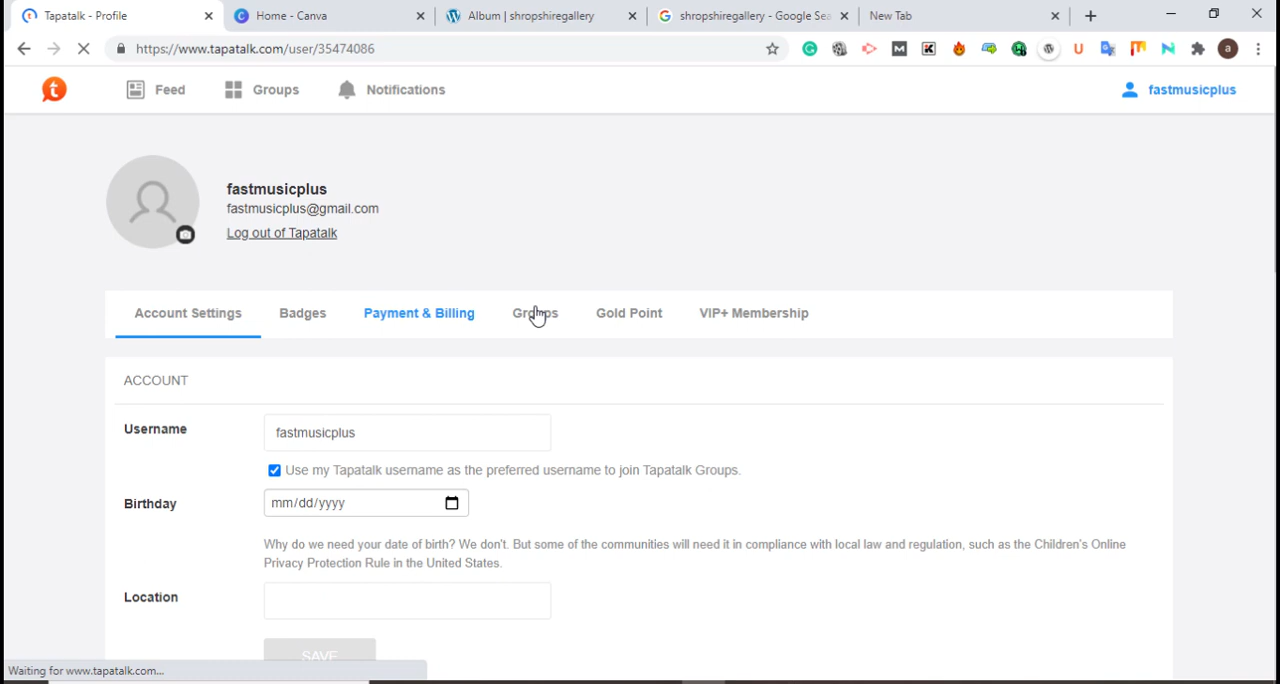 Tapatalk - Profile
Home - Canva
Album | shropshiregallery
shropshiregallery - Google Sea
New Tab
https://www.tapatalk.com/user/35474086
Feed
Groups
Notifications
fastmusicplus
fastmusicplus
fastmusicplus@gmail.com
Log out of Tapatalk
Account Settings
Badges
Payment & Billing
Groups
Gold Point
VIP+ Membership
ACCOUNT
Username
fastmusicplus
Use my Tapatalk username as the preferred username to join Tapatalk Groups.
Birthday
mm/dd/yyyy
Why do we need your date of birth? We don't. But some of the communities will need it in compliance with local law and regulation, such as the Children's Online
Privacy Protection Rule in the United States.
Location
SAVE
Waiting for www.tapatalk.com...